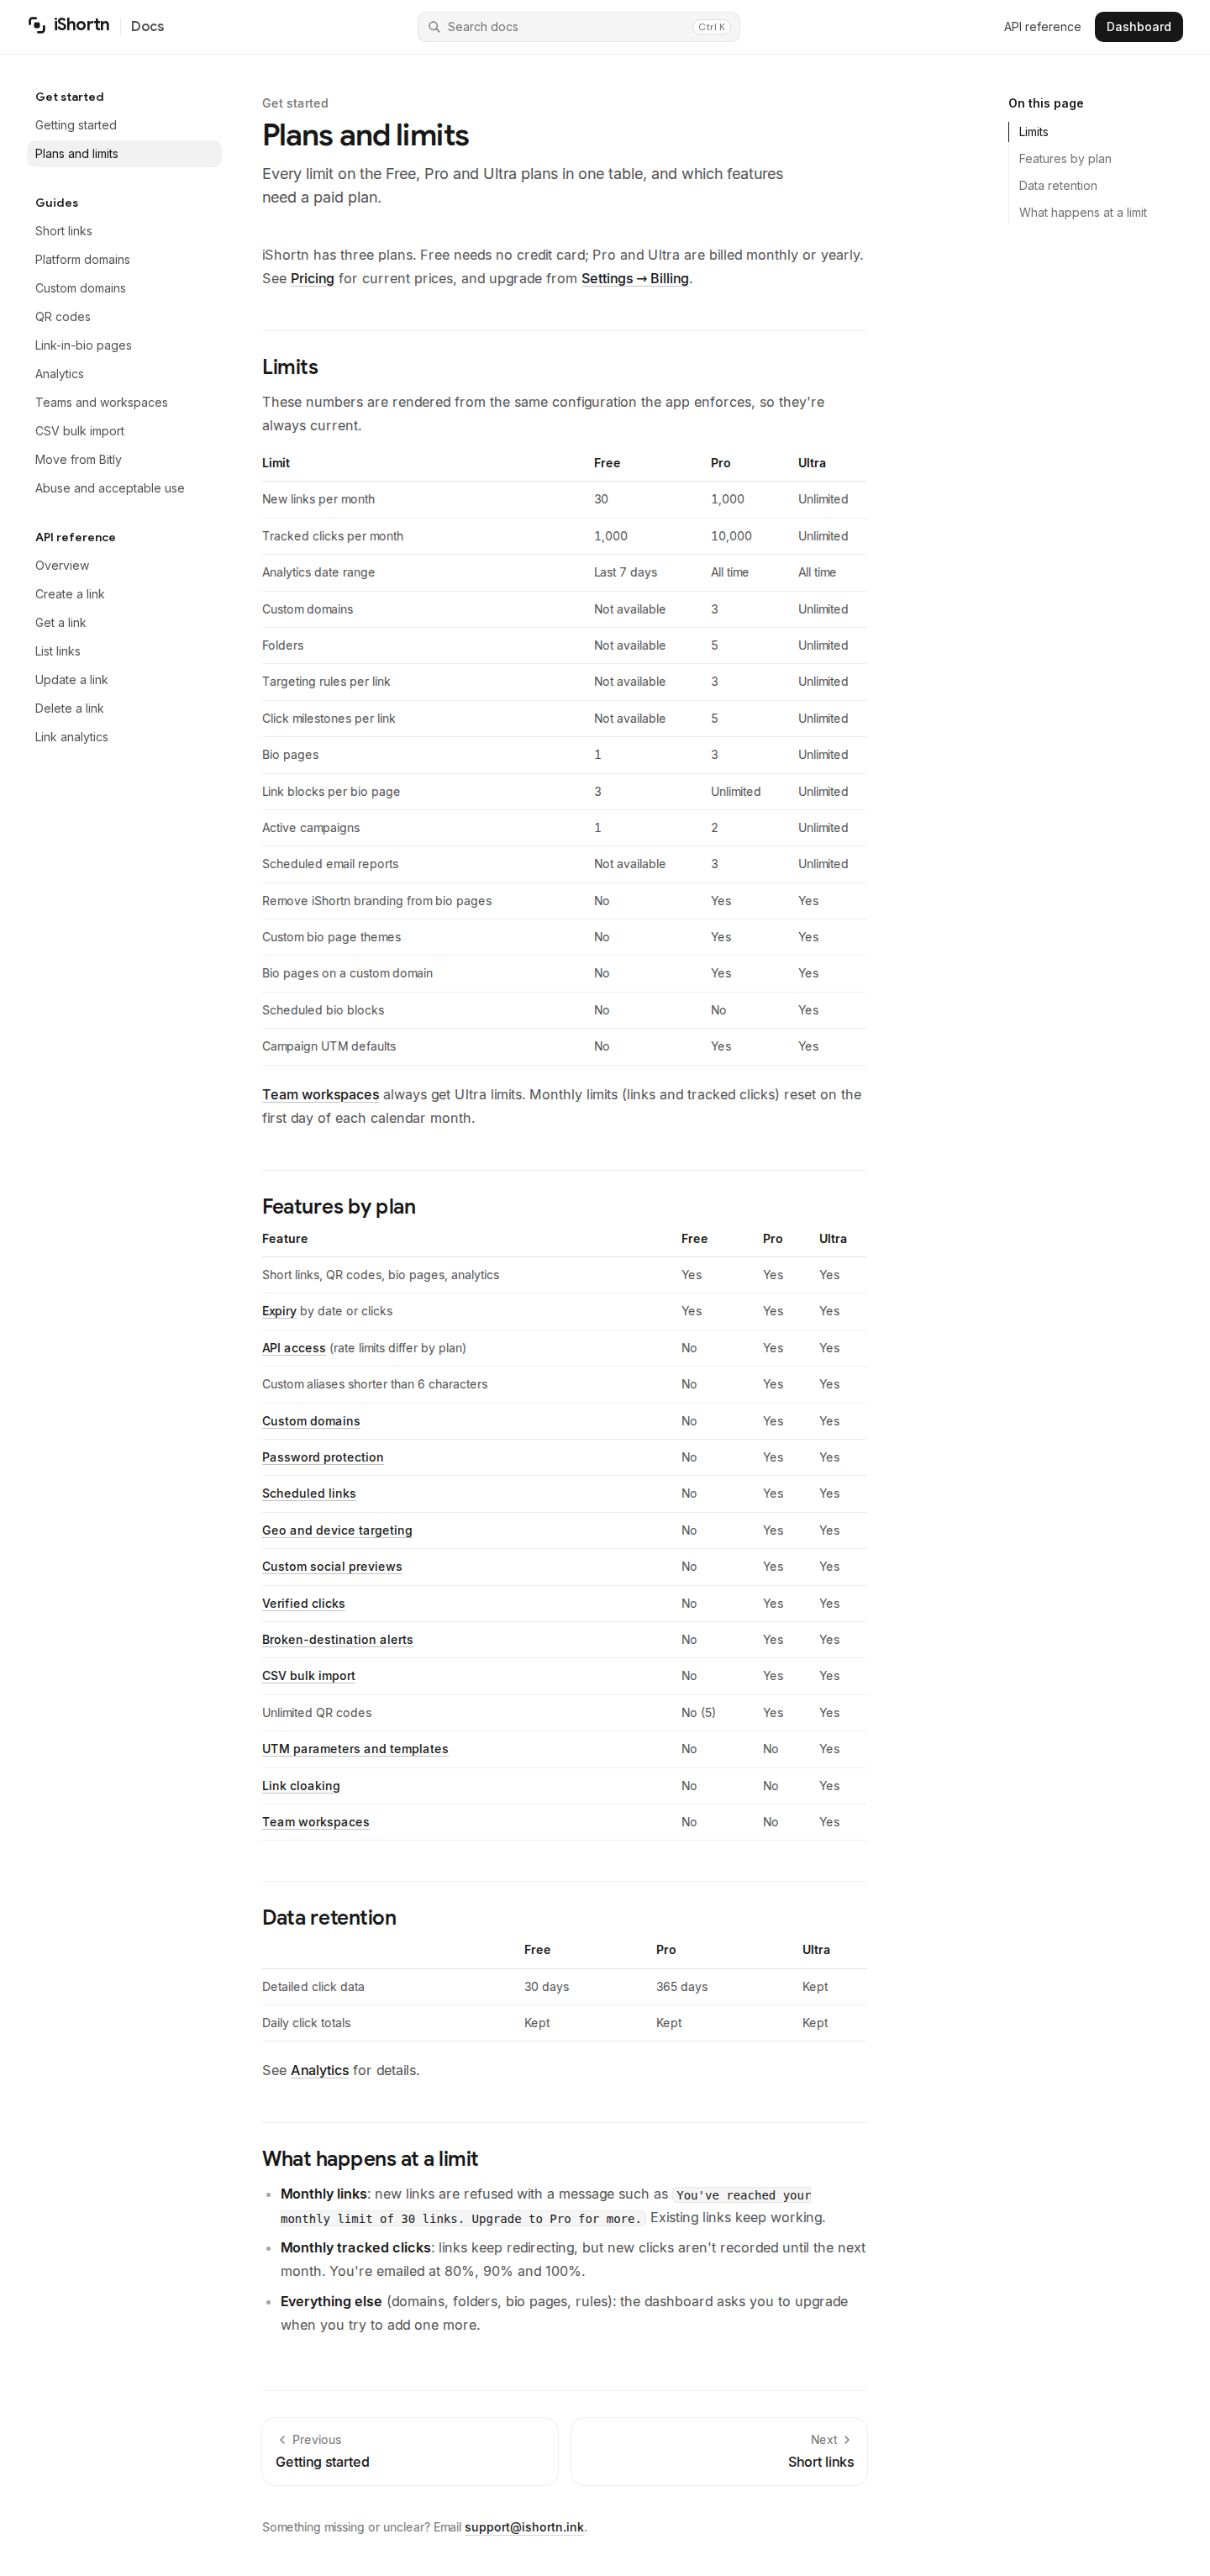 iShortn Docs Search docs Ctrl K API reference Dashboard
Get started
Getting started
Plans and limits
Guides
Short links
Platform domains
Custom domains
QR codes
Link-in-bio pages
Analytics
Teams and workspaces
CSV bulk import
Move from Bitly
Abuse and acceptable use
API reference
Overview
Create a link
Get a link
List links
Update a link
Delete a link
Link analytics
Get started
Plans and limits
Every limit on the Free, Pro and Ultra plans in one table, and which features
need a paid plan.
iShortn has three plans. Free needs no credit card; Pro and Ultra are billed monthly or yearly.
See Pricing for current prices, and upgrade from Settings → Billing.
Limits
These numbers are rendered from the same configuration the app enforces, so they're
always current.
Limit Free Pro Ultra
New links per month 30 1,000 Unlimited
Tracked clicks per month 1,000 10,000 Unlimited
Analytics date range Last 7 days All time All time
Custom domains Not available 3 Unlimited
Folders Not available 5 Unlimited
Targeting rules per link Not available 3 Unlimited
Click milestones per link Not available 5 Unlimited
Bio pages 1 3 Unlimited
Link blocks per bio page 3 Unlimited Unlimited
Active campaigns 1 2 Unlimited
Scheduled email reports Not available 3 Unlimited
Remove iShortn branding from bio pages No Yes Yes
Custom bio page themes No Yes Yes
Bio pages on a custom domain No Yes Yes
Scheduled bio blocks No No Yes
Campaign UTM defaults No Yes Yes
Team workspaces always get Ultra limits. Monthly limits (links and tracked clicks) reset on the
first day of each calendar month.
Features by plan
Feature Free Pro Ultra
Short links, QR codes, bio pages, analytics Yes Yes Yes
Expiry by date or clicks Yes Yes Yes
API access (rate limits differ by plan) No Yes Yes
Custom aliases shorter than 6 characters No Yes Yes
Custom domains No Yes Yes
Password protection No Yes Yes
Scheduled links No Yes Yes
Geo and device targeting No Yes Yes
Custom social previews No Yes Yes
Verified clicks No Yes Yes
Broken-destination alerts No Yes Yes
CSV bulk import No Yes Yes
Unlimited QR codes No (5) Yes Yes
UTM parameters and templates No No Yes
Link cloaking No No Yes
Team workspaces No No Yes
Data retention
Free Pro Ultra
Detailed click data 30 days 365 days Kept
Daily click totals Kept Kept Kept
See Analytics for details.
What happens at a limit
• Monthly links: new links are refused with a message such as You've reached your
monthly limit of 30 links. Upgrade to Pro for more. Existing links keep working.
• Monthly tracked clicks: links keep redirecting, but new clicks aren't recorded until the next
month. You're emailed at 80%, 90% and 100%.
• Everything else (domains, folders, bio pages, rules): the dashboard asks you to upgrade
when you try to add one more.
Previous
Getting started
Next
Short links
Something missing or unclear? Email support@ishortn.ink.
On this page
Limits
Features by plan
Data retention
What happens at a limit